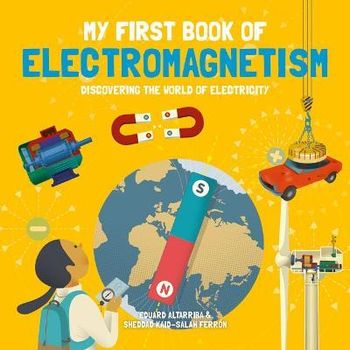 MY FIRST BOOK OF
ELECTROMAGNETISM
DISCOVERING THE WORLD OF ELECTRICITY
S
N
EDUARD ALTARRIBA &
SHEDDAD KAID-SALAH FERRÓN